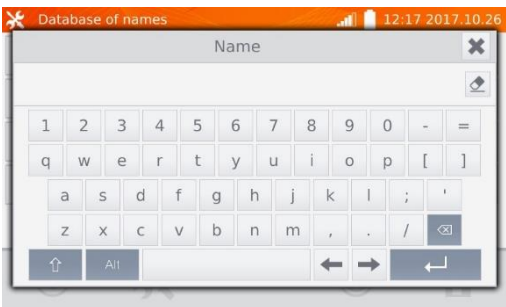 Database of names 12:17 2017.10.26
Name
1 2 3 4 5 6 7 8 9 0 - =
q w e r t y u i o p [ ]
a s d f g h j k l ; '
z x c v b n m , . /
Alt